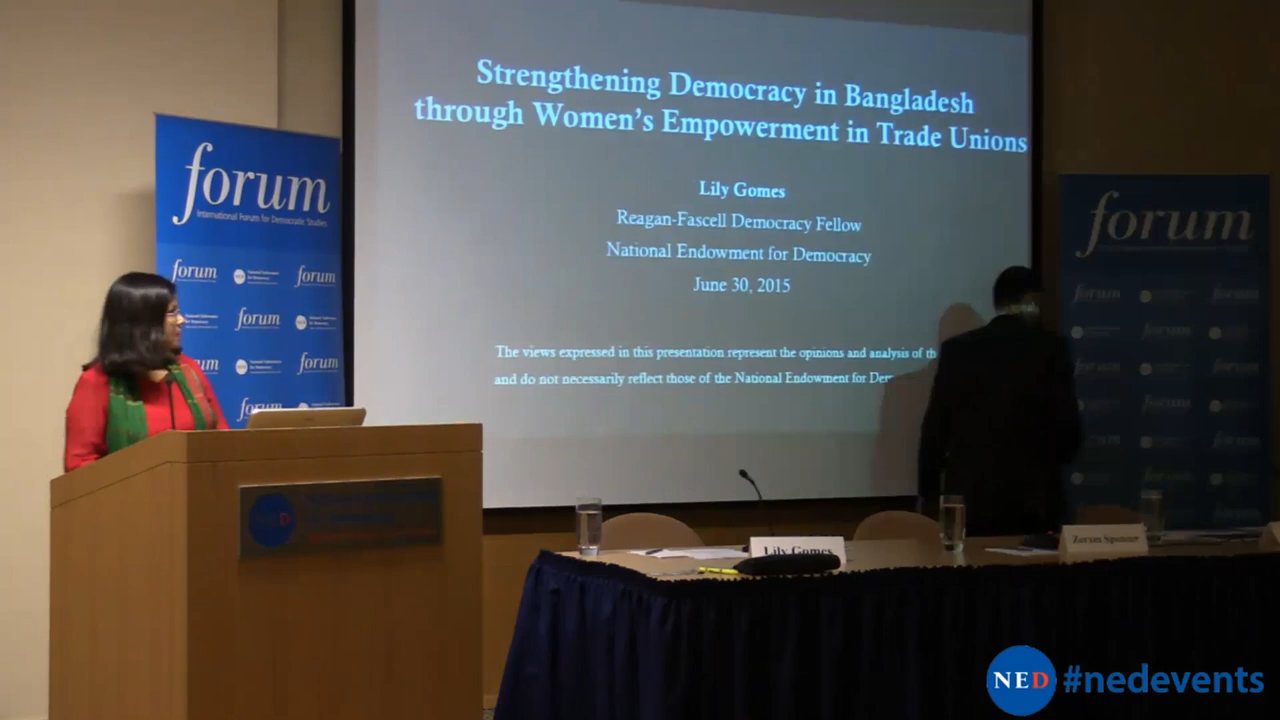 Strengthening Democracy in Bangladesh
through Women's Empowerment in Trade Unions
Lily Gomes
Reagan-Fascell Democracy Fellow
National Endowment for Democracy
June 30, 2015
The views expressed in this presentation represent the opinions and analysis of th
and do not necessarily reflect those of the National Endowment for Dem
forum
International Forum for Democratic Studies
forum
forum
forum
forum
forum
forum
NED
Lily Gomes
NED #nedevents